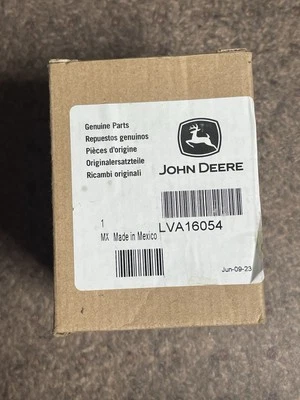 Genuine Parts
Repuestos genuinos
Pièces d'origine
Originalersatzteile
Ricambi originali
JOHN DEERE
1
MX Made in Mexico
LVA16054
Jun-09-23